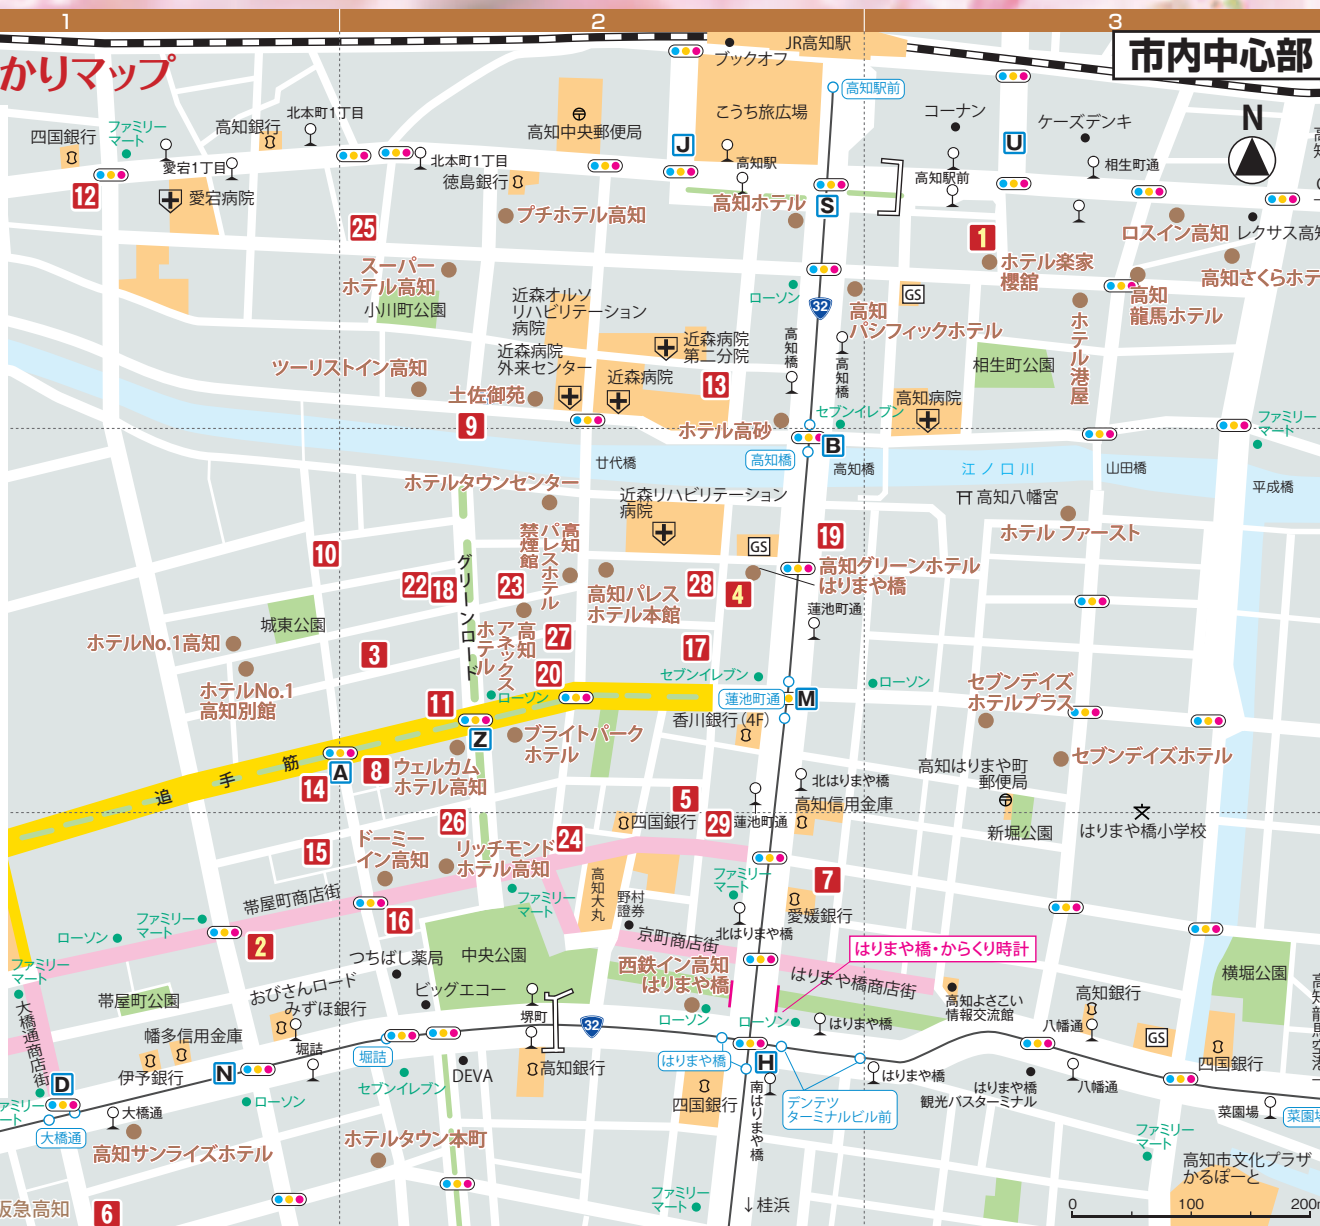 1
2
3
かりマップ
市内中心部
JR高知駅
ブックオフ
高知駅前
こうち旅広場
コーナン
ケーズデンキ
N
四国銀行
ファミリー
マート
高知銀行
北本町1丁目
高知中央郵便局
J
U
愛宕1丁目
北本町1丁目
高知駅
高知駅前
相生町通
12
愛宕病院
徳島銀行
プチホテル高知
高知ホテル
S
25
1
ロスイン高知
レクサス高知
スーパー
ホテル高知
ホテル楽家
櫻舘
高知さくらホテ
小川町公園
近森オルソ
リハビリテーション
病院
ローソン
32
GS
高知
パシフィックホテル
高知
龍馬ホテル
ホテル港屋
ツーリストイン高知
近森病院
外来センター
近森病院
第二分院
近森病院
高知橋
高知橋
相生町公園
13
土佐御苑
高知病院
セブンイレブン
ファミリー
マート
9
ホテル高砂
B
高知橋
高知橋
廿代橋
江ノ口川
山田橋
平成橋
ホテルタウンセンター
近森リハビリテーション
病院
高知八幡宮
ホテル ファースト
高知
パレスホテル
禁煙館
GS
19
10
グリーンロード
高知グリーンホテル
はりまや橋
22
18
23
28
4
高知パレス
ホテル本館
蓮池町通
城東公園
ホテルNo.1高知
高知
アネックス
ホテル
27
17
3
ホテルNo.1
高知別館
20
セブンイレブン
ローソン
セブンデイズ
ホテルプラス
11
ローソン
蓮池町通
M
香川銀行(4F)
Z
ブライトパーク
ホテル
セブンデイズホテル
追手筋
A
8
ウェルカム
ホテル高知
14
北はりまや橋
高知はりまや町
郵便局
5
高知信用金庫
26
四国銀行
29
蓮池町通
新堀公園
はりまや橋小学校
15
ドーミー
イン高知
リッチモンド
ホテル高知
24
ファミリー
マート
7
高知大丸
帯屋町商店街
ファミリー
マート
野村
證券
愛媛銀行
16
ファミリー
マート
ローソン
2
北はりまや橋
京町商店街
はりまや橋・からくり時計
つちばし薬局
中央公園
西鉄イン高知
はりまや橋
はりまや橋商店街
横堀公園
ファミリー
マート
帯屋町公園
おびさんロード
ビッグエコー
高知よさこい
情報交流館
高知銀行
みずほ銀行
大橋通商店街
ローソン
ローソン
はりまや橋
八幡通
幡多信用金庫
堺町
32
GS
堀詰
堀詰
伊予銀行
N
DEVA
高知銀行
はりまや橋
H
はりまや橋
はりまや橋
観光バスターミナル
八幡通
四国銀行
セブンイレブン
D
ローソン
四国銀行
南はりまや橋
デンテツ
ターミナルビル前
ファミリー
マート
大橋通
大橋通
菜園場
菜園場
ホテルタウン本町
高知サンライズホテル
ファミリー
マート
高知市文化プラザ
かるぽーと
阪急高知
6
ファミリー
マート
↓桂浜
0
100
200m